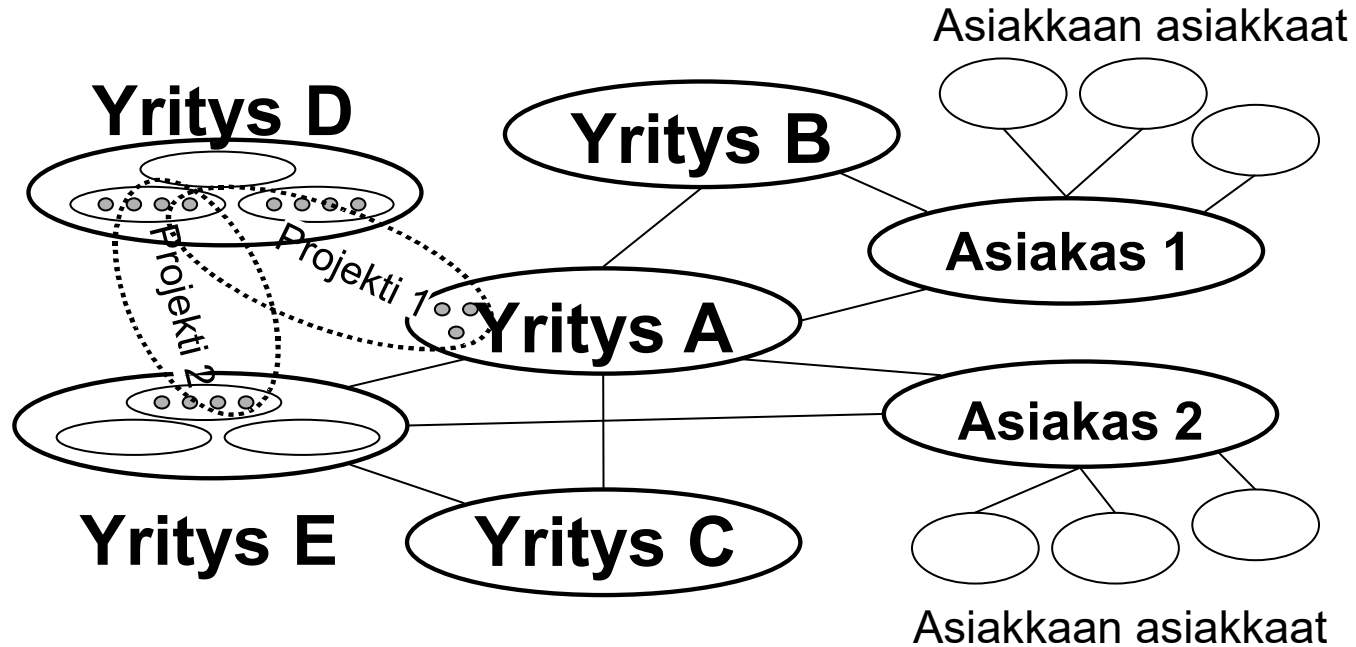 Asiakkaan asiakkaat
Yritys D
Yritys B
Asiakas 1
Projekti 1
Projekti 2
Yritys A
Asiakas 2
Yritys E
Yritys C
Asiakkaan asiakkaat